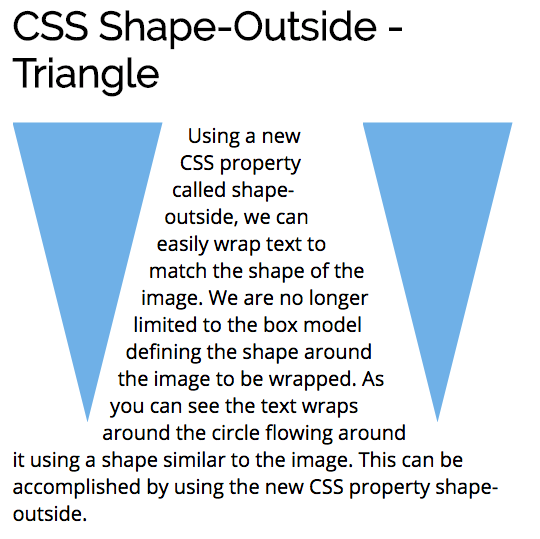 CSS Shape-Outside -
Triangle
Using a new
CSS property
called shape-
outside, we can
easily wrap text to
match the shape of the
image. We are no longer
limited to the box model
defining the shape around
the image to be wrapped. As
you can see the text wraps
around the circle flowing around
it using a shape similar to the image. This can be
accomplished by using the new CSS property shape-
outside.